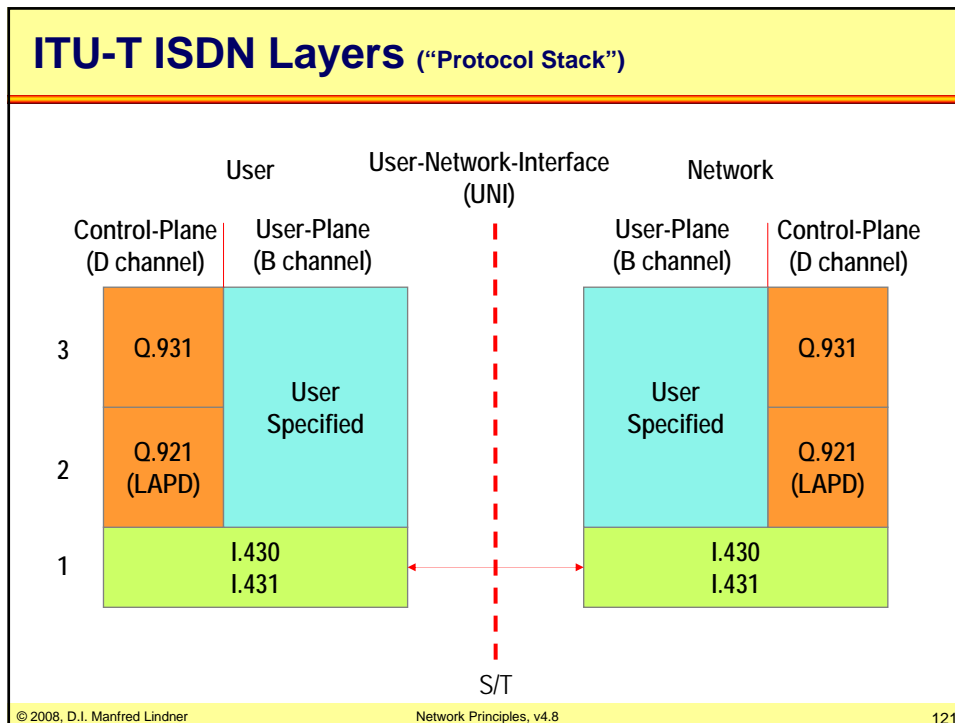 ITU-T ISDN Layers (“Protocol Stack”)
User
User-Network-Interface
(UNI)
Network
Control-Plane
(D channel)
User-Plane
(B channel)
User-Plane
(B channel)
Control-Plane
(D channel)
3
Q.931
User
Specified
User
Specified
Q.931
2
Q.921
(LAPD)
Q.921
(LAPD)
1
I.430
I.431
I.430
I.431
S/T
© 2008, D.I. Manfred Lindner
Network Principles, v4.8
121